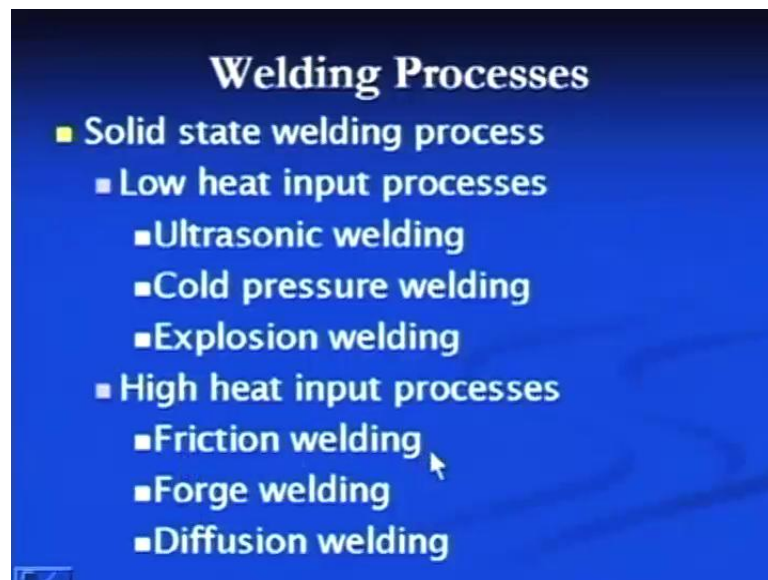 Welding Processes
Solid state welding process
Low heat input processes
Ultrasonic welding
Cold pressure welding
Explosion welding
High heat input processes
Friction welding
Forge welding
Diffusion welding